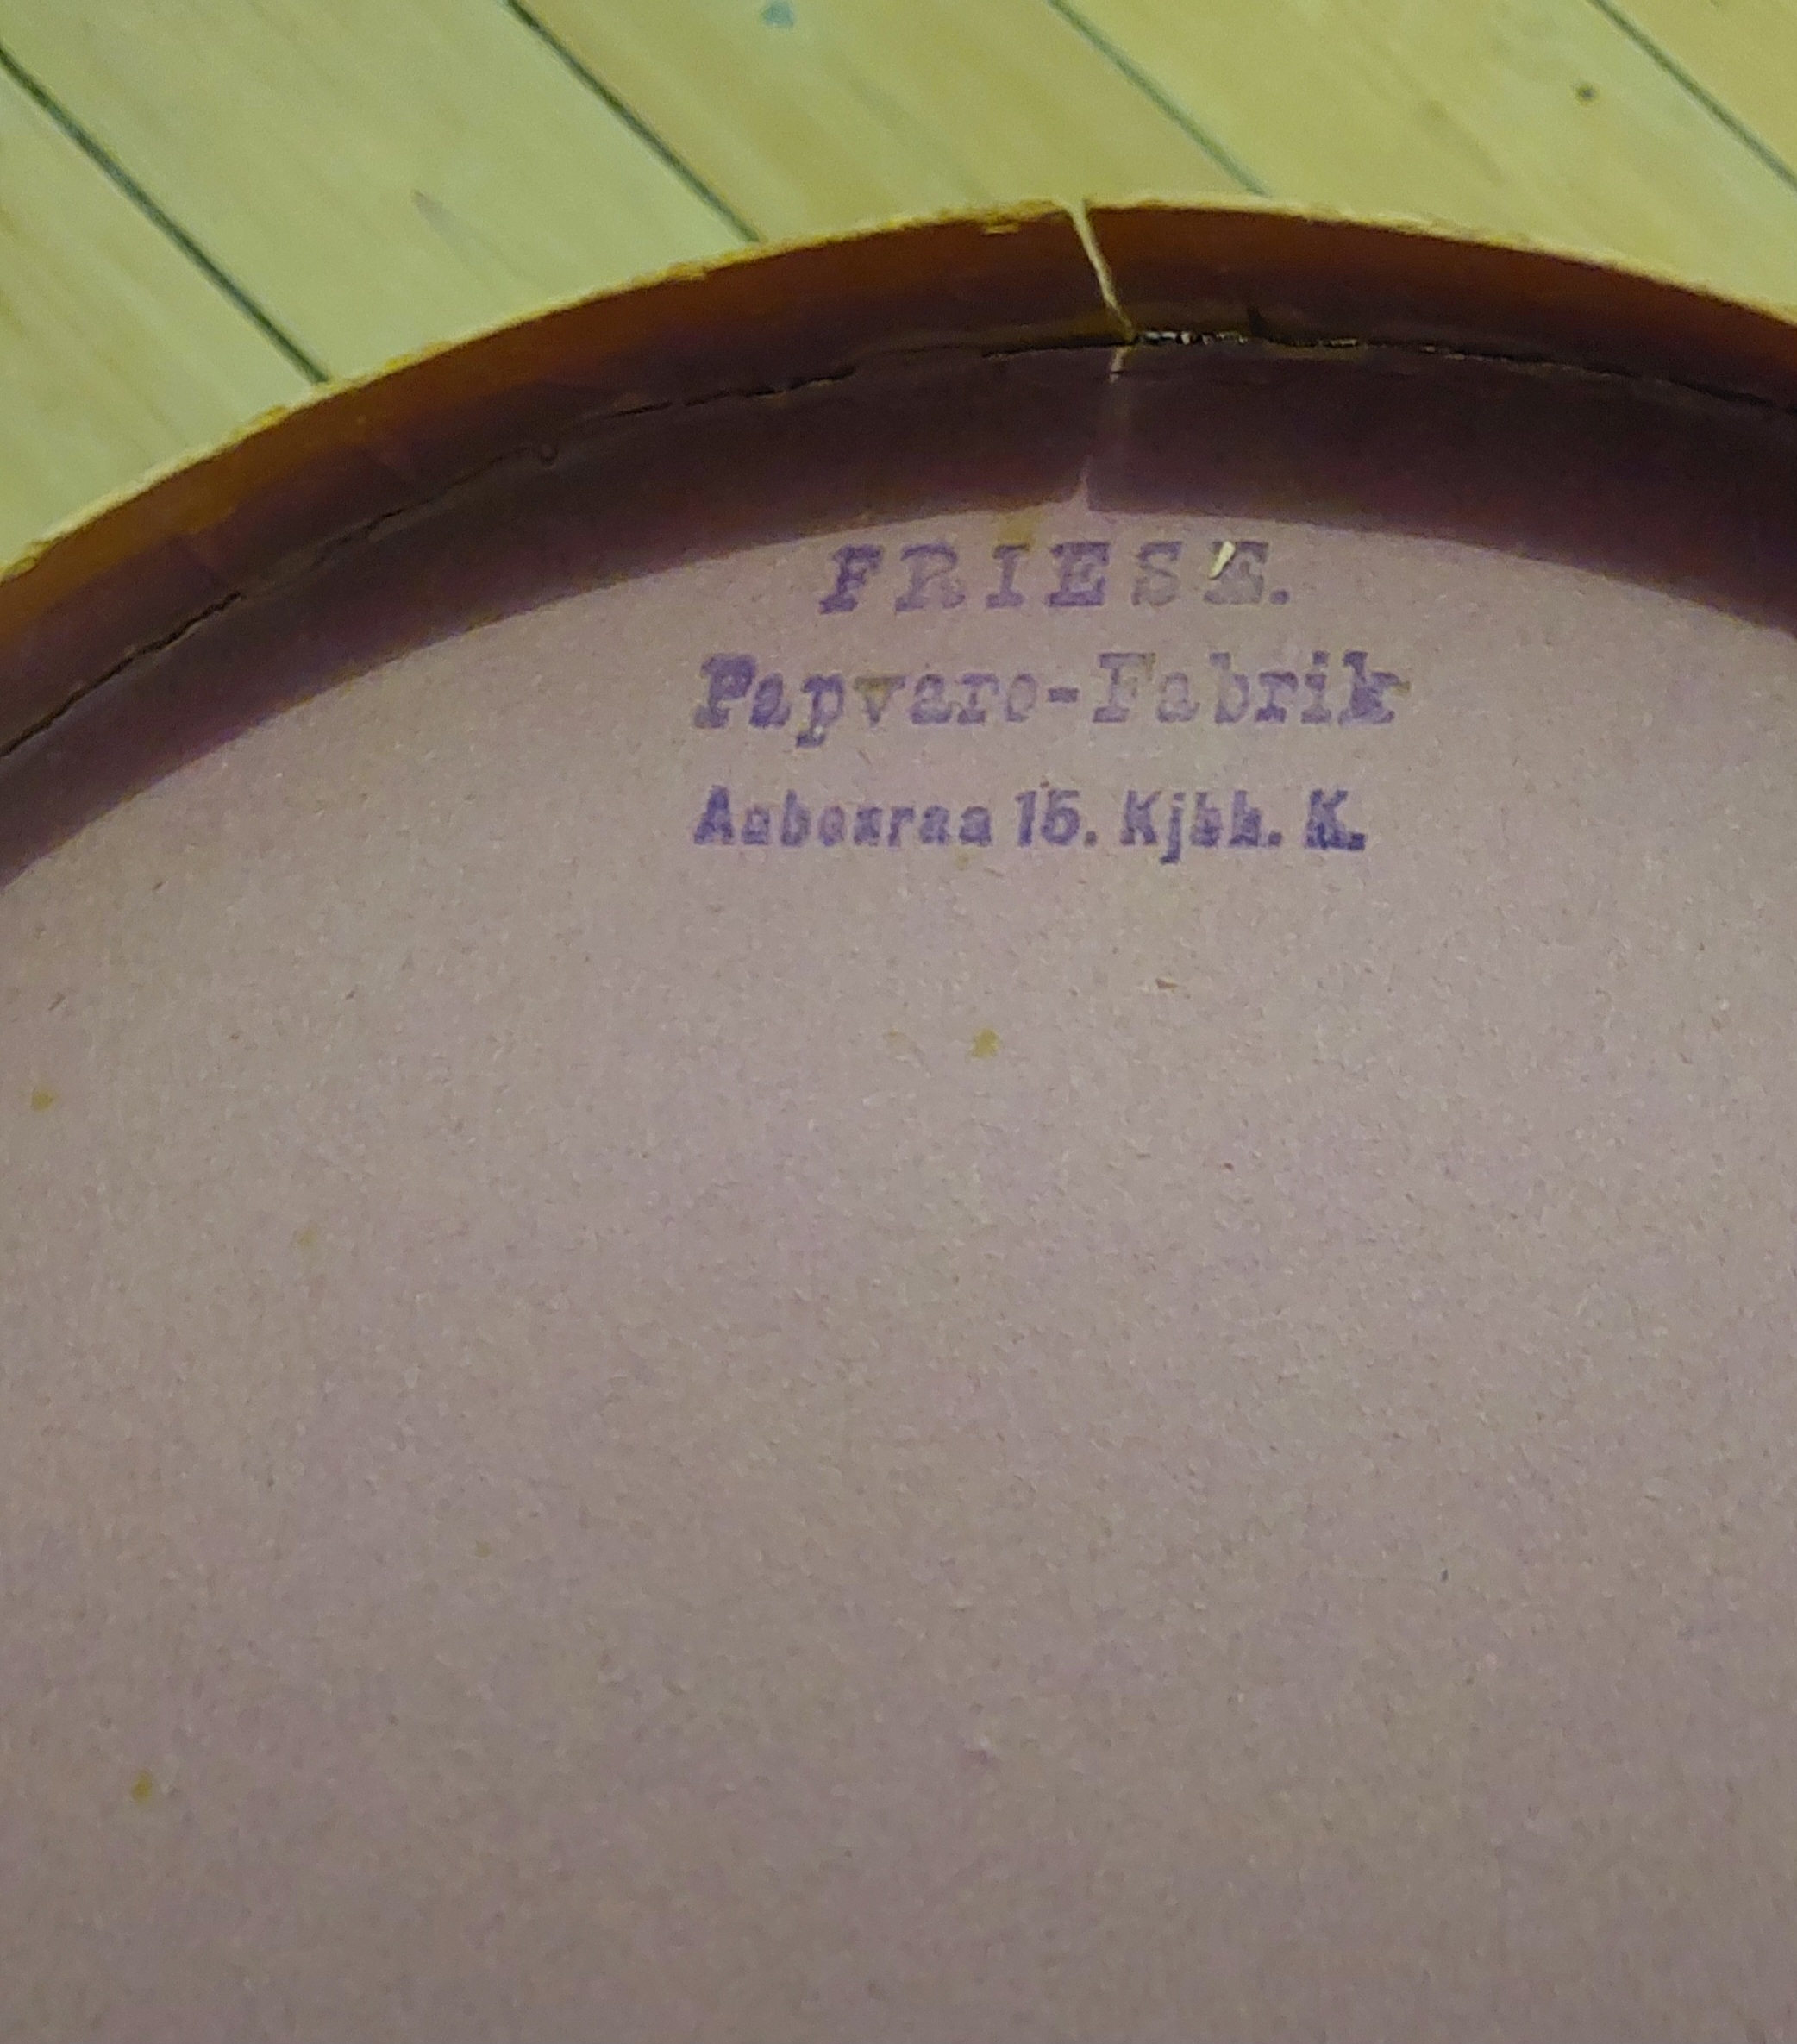 FRIESE.
Papvare-Fabrik
Aabenraa 15. Kjbh. K.